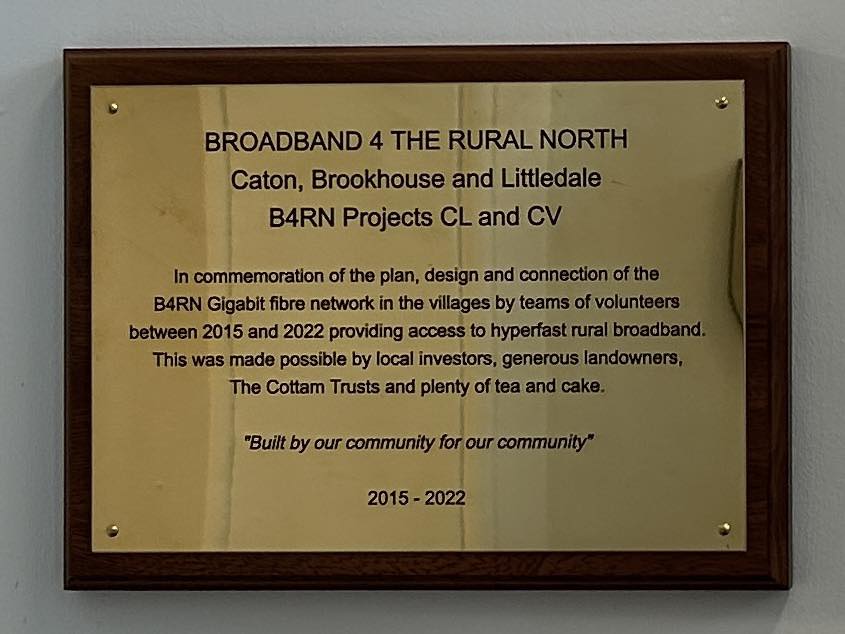 BROADBAND 4 THE RURAL NORTH
Caton, Brookhouse and Littledale
B4RN Projects CL and CV
In commemoration of the plan, design and connection of the
B4RN Gigabit fibre network in the villages by teams of volunteers
between 2015 and 2022 providing access to hyperfast rural broadband.
This was made possible by local investors, generous landowners,
The Cottam Trusts and plenty of tea and cake.
"Built by our community for our community"
2015 - 2022